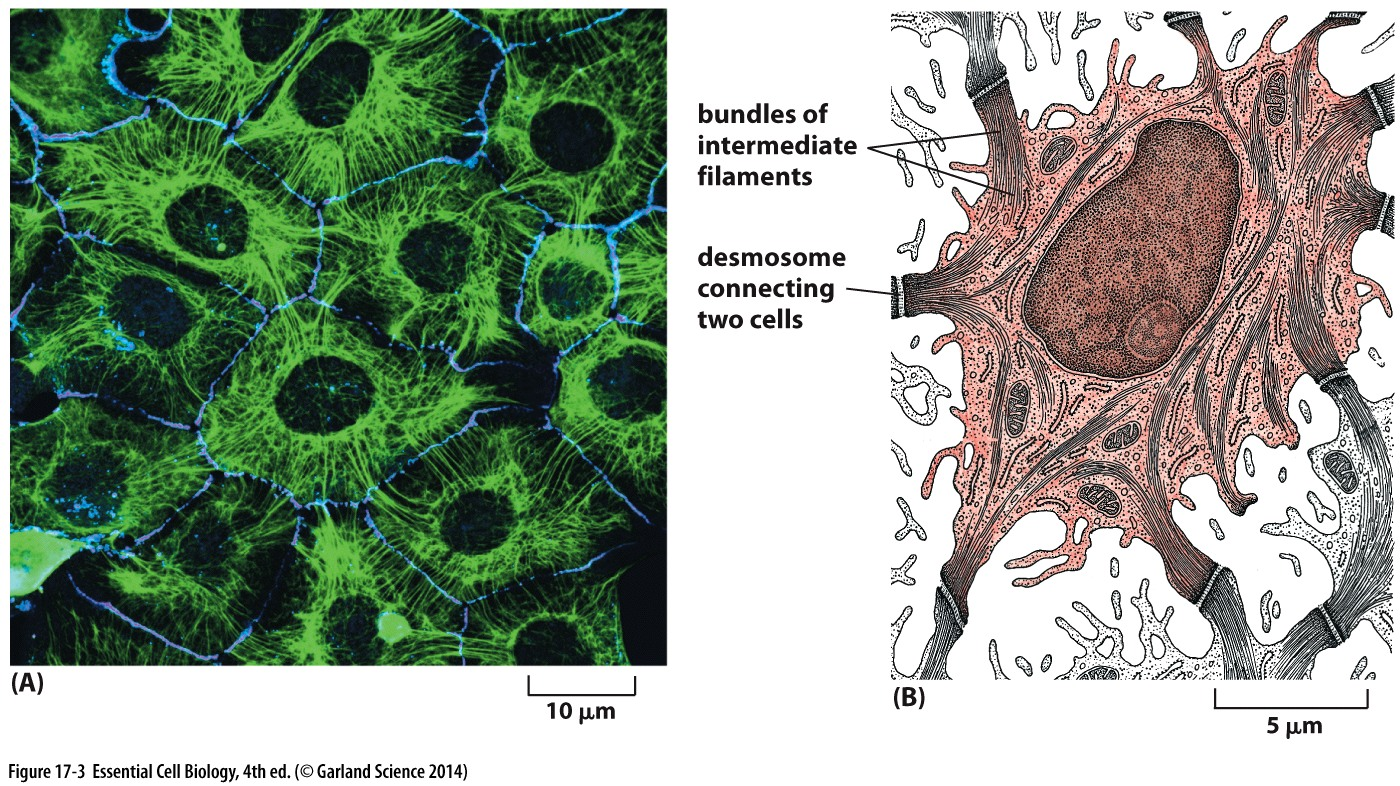 bundles of
intermediate
filaments
desmosome
connecting
two cells
(A)
10 μm
(B)
5 μm
Figure 17-3 Essential Cell Biology, 4th ed. (© Garland Science 2014)